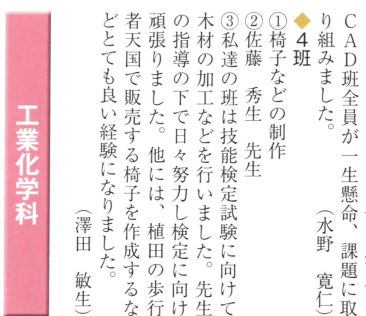 ＣＡＤ班全員が一生懸命、課題に取
り組みました。
（水野　寛仁）
◆４班
①椅子などの制作
②佐藤　秀生　先生
③私達の班は技能検定試験に向けて
木材の加工などを行いました。先生
の指導の下で日々努力し検定に向け
頑張りました。他には、植田の歩行
者天国で販売する椅子を作成するな
どとても良い経験になりました。
（澤田　敏生）
工業化学科